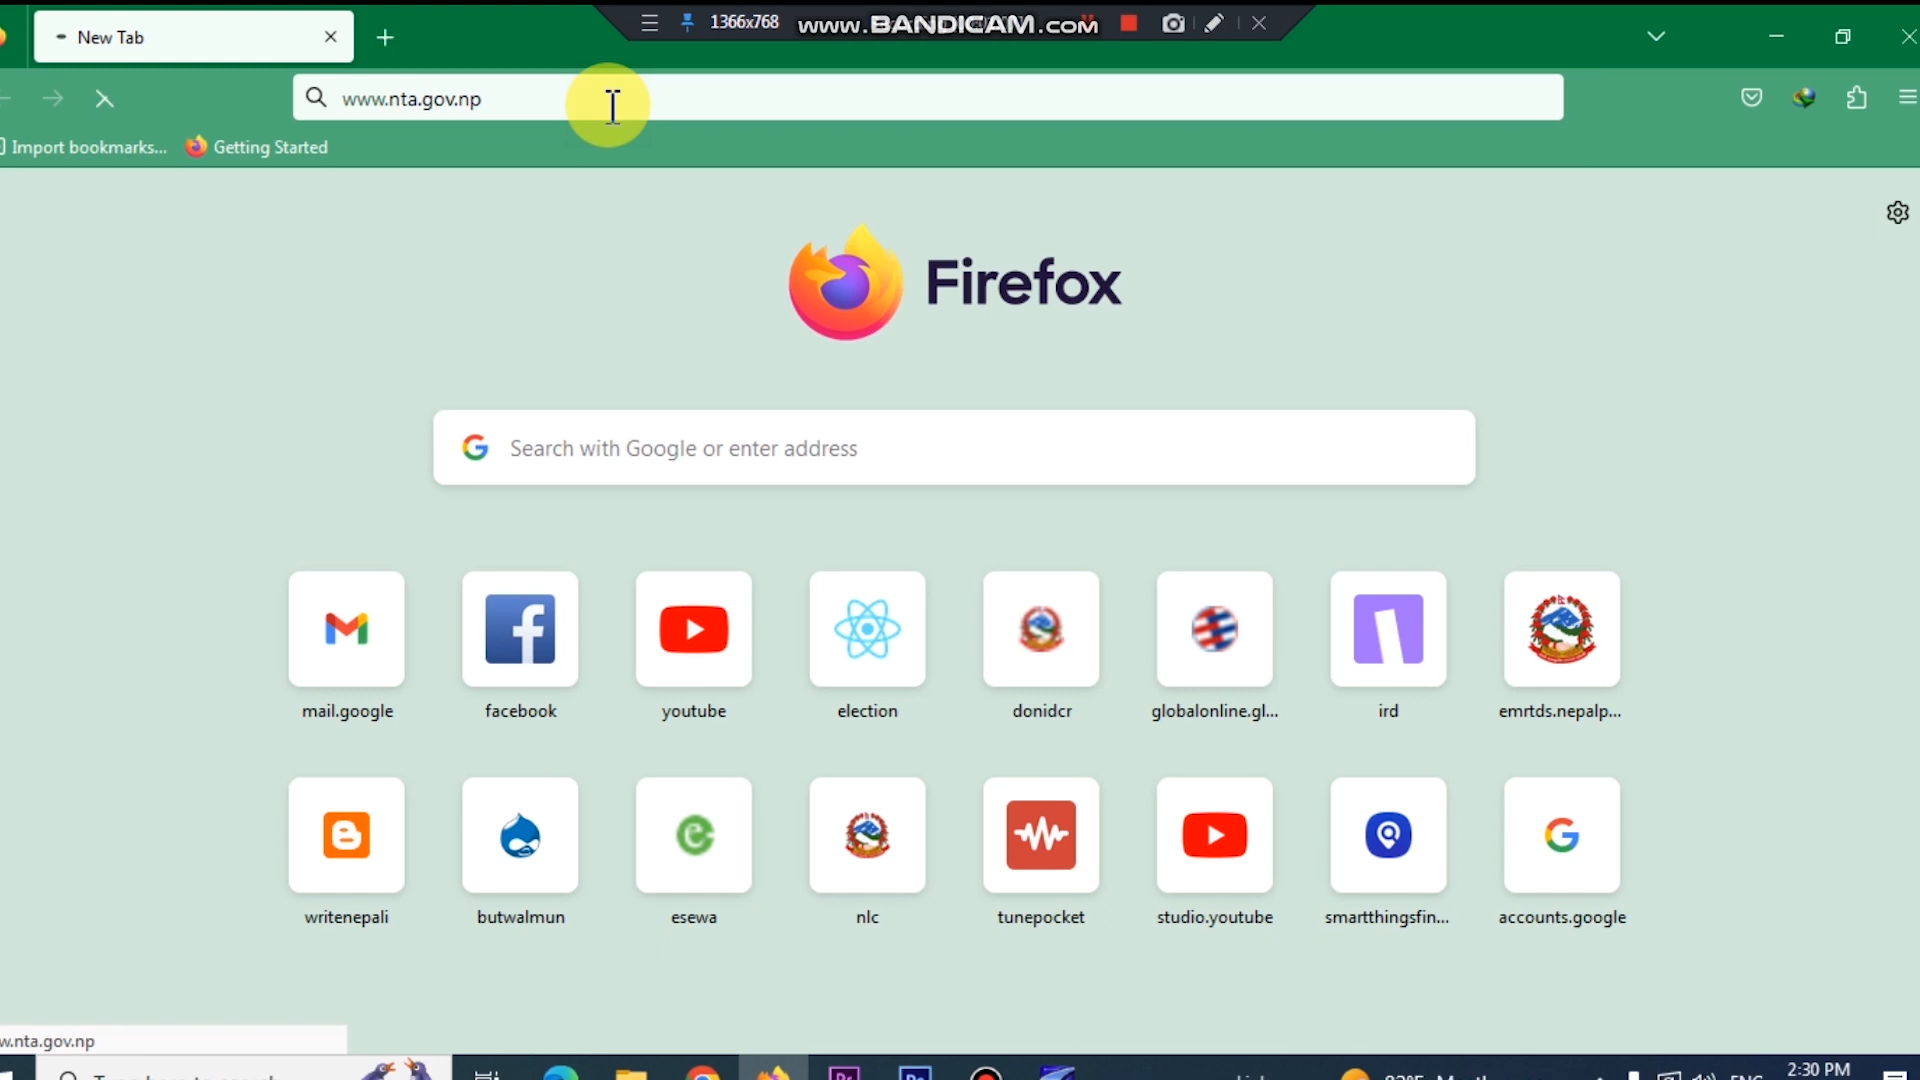 New Tab
1366x768
www.BANDICAM.com
www.nta.gov.np
Import bookmarks...
Getting Started
Firefox
Search with Google or enter address
mail.google
facebook
youtube
election
donidcr
globalonline.gl...
ird
emrtds.nepalp...
writenepali
butwalmun
esewa
nlc
tunepocket
studio.youtube
smartthingsfin...
accounts.google
w.nta.gov.np
2:30 PM